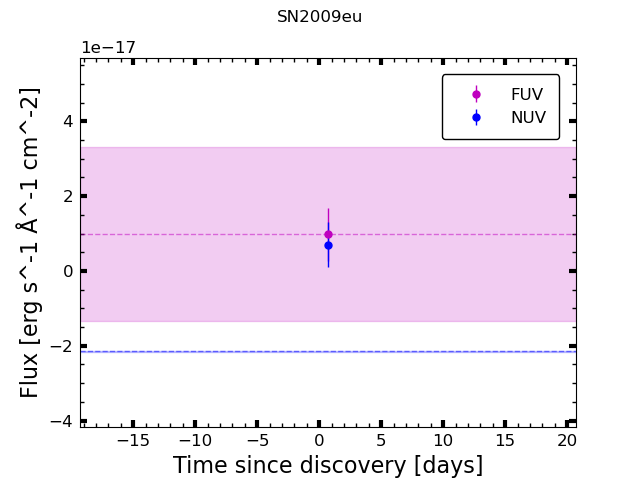 SN2009eu
1e−17
FUV
NUV
4
2
0
−2
−4
Flux [erg s^-1 Å^-1 cm^-2]
−15 −10 −5 0 5 10 15 20
Time since discovery [days]